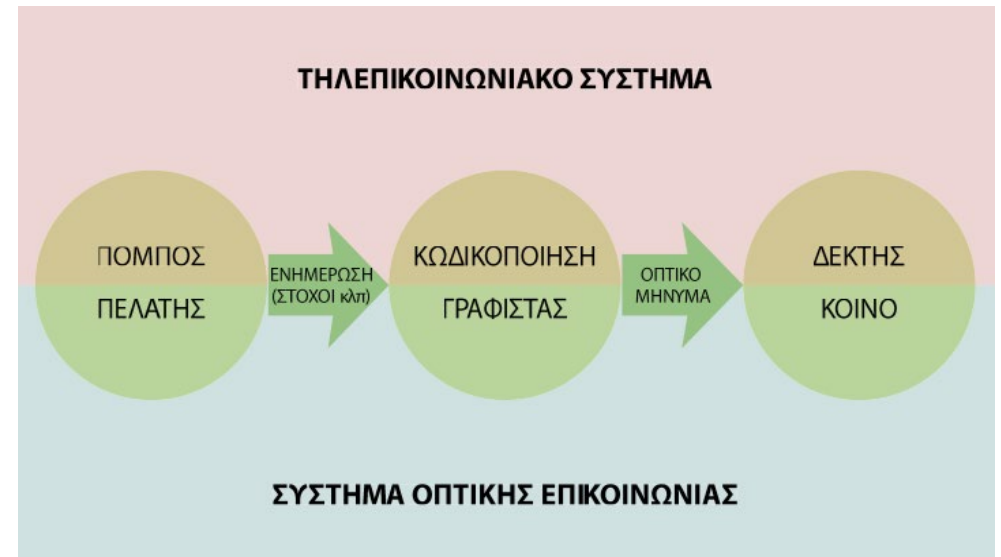 ΤΗΛΕΠΙΚΟΙΝΩΝΙΑΚΟ ΣΥΣΤΗΜΑ
ΠΟΜΠΟΣ
ΠΕΛΑΤΗΣ
ΕΝΗΜΕΡΩΣΗ
(ΣΤΟΧΟΙ κλπ)
ΚΩΔΙΚΟΠΟΙΗΣΗ
ΓΡΑΦΙΣΤΑΣ
ΟΠΤΙΚΟ
ΜΗΝΥΜΑ
ΔΕΚΤΗΣ
ΚΟΙΝΟ
ΣΥΣΤΗΜΑ ΟΠΤΙΚΗΣ ΕΠΙΚΟΙΝΩΝΙΑΣ